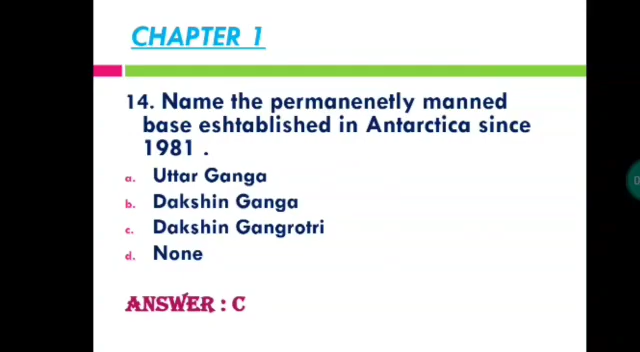 CHAPTER 1
14. Name the permanenetly manned
base eshtablished in Antarctica since
1981 .
a. Uttar Ganga
b. Dakshin Ganga
c. Dakshin Gangrotri
d. None
ANSWER : C